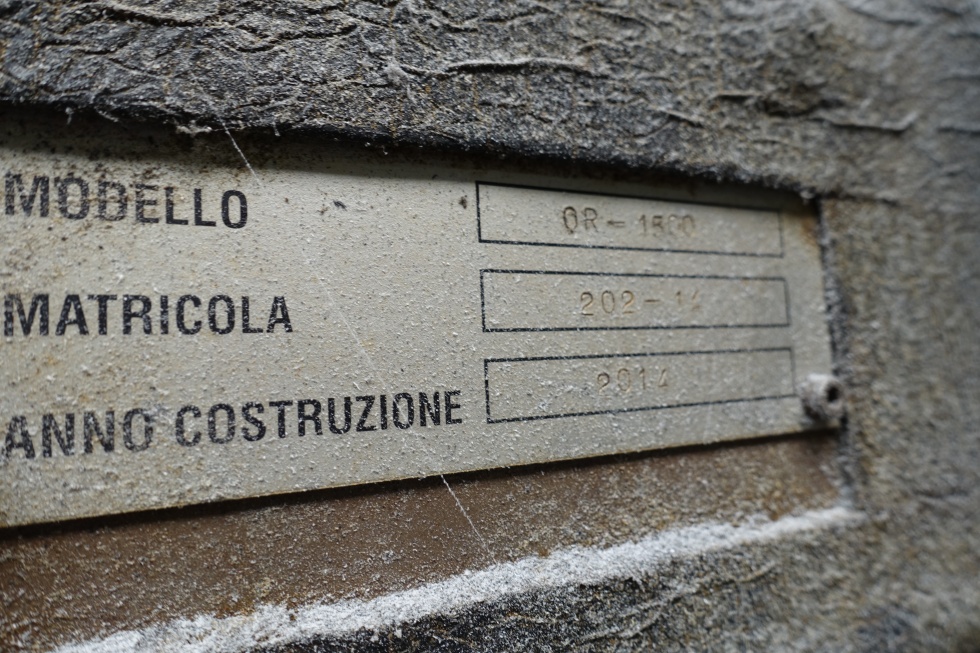 MODELLO
202-14
MATRICOLA
2014
ANNO COSTRUZIONE